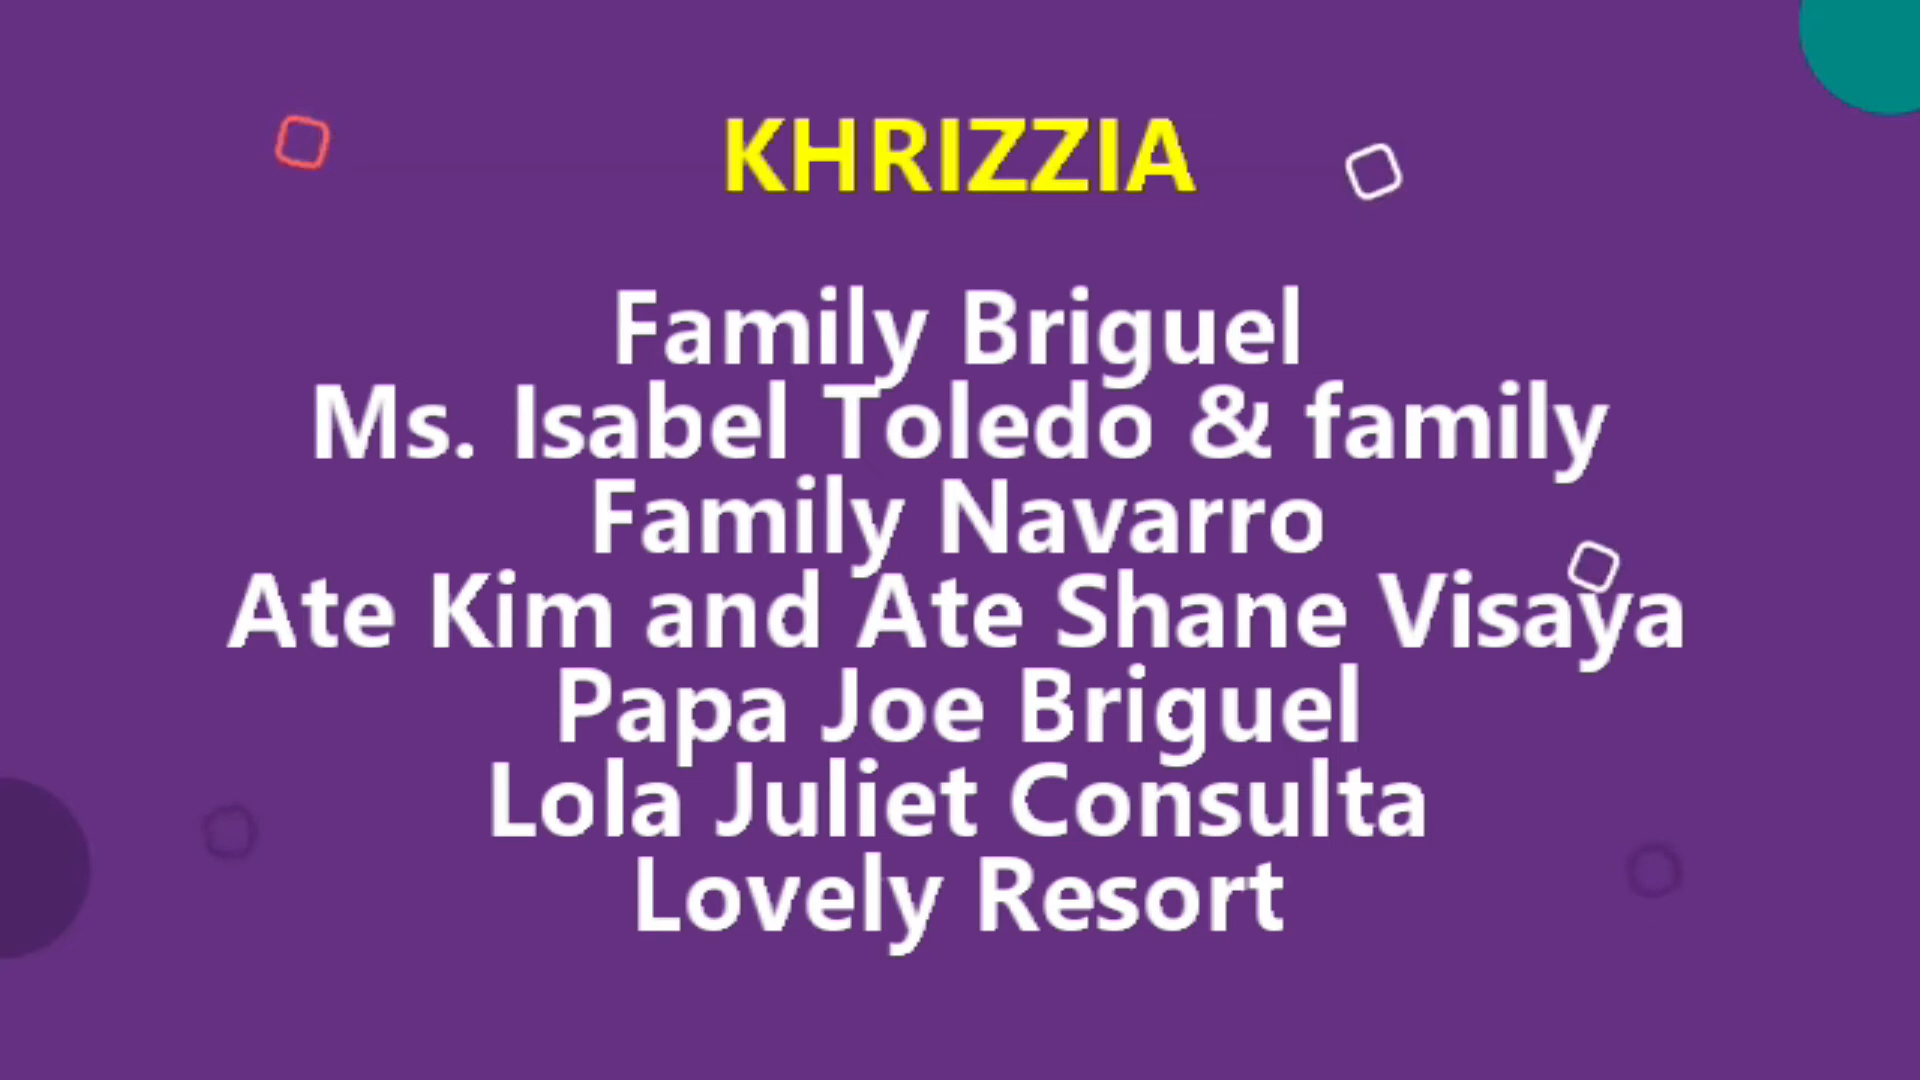 KHRIZZIA
Family Briguel
Ms. Isabel Toledo & family
Family Navarro
Ate Kim and Ate Shane Visaya
Papa Joe Briguel
Lola Juliet Consulta
Lovely Resort